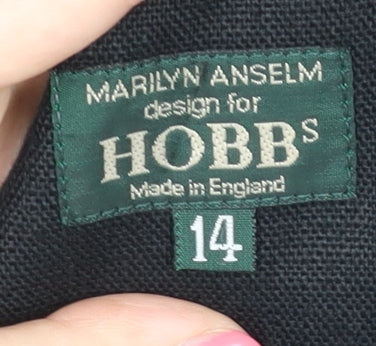 MARILYN ANSELM
design for
HOBBS
Made in England
14